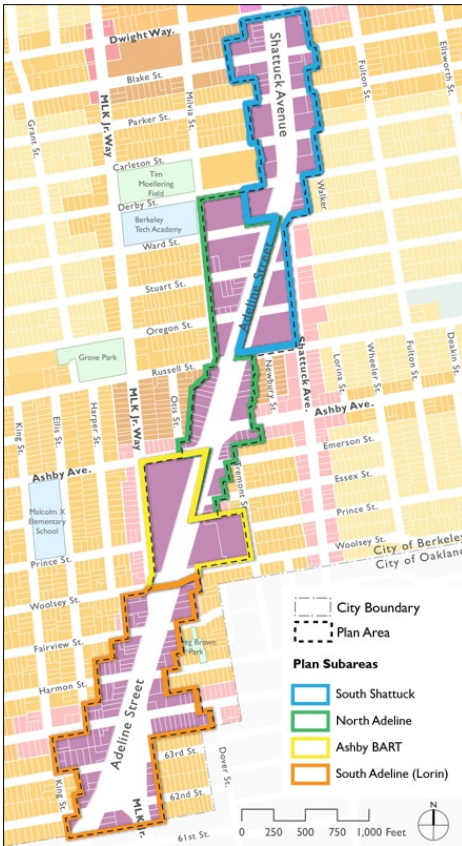 Dwight Way.
Blake St.
Parker St.
Carleton St.
Derby St.
Ward St.
Stuart St.
Oregon St.
Russell St.
Ashby Ave.
Ashby Ave.
Emerson St.
Essex St.
Prince St.
Woolsey St.
Prince St.
Woolsey St.
Fairview St.
Harmon St.
63rd St.
62nd St.
61st St.
Grant St.
MLK Jr. Way
Milvia St.
Shattuck Avenue
Fulton St.
Ellsworth St.
Walker
Tim
Moellering
Field
Berkeley
Tech Academy
Adeline Street
Grove Park
King St.
Ellis St.
Harper St.
MLK Jr. Way
Otis St.
Newbury St.
Shattuck Ave.
Lorina St.
Wheeler St.
Fulton St.
Deakin St.
Tremont St.
Malcolm X
Elementary
School
City of Berkeley
City of Oakland
Greg Brown
Park
Adeline Street
King St.
MLK Jr.
Dover St.
City Boundary
Plan Area
Plan Subareas
South Shattuck
North Adeline
Ashby BART
South Adeline (Lorin)
0 250 500 750 1,000 Feet
N